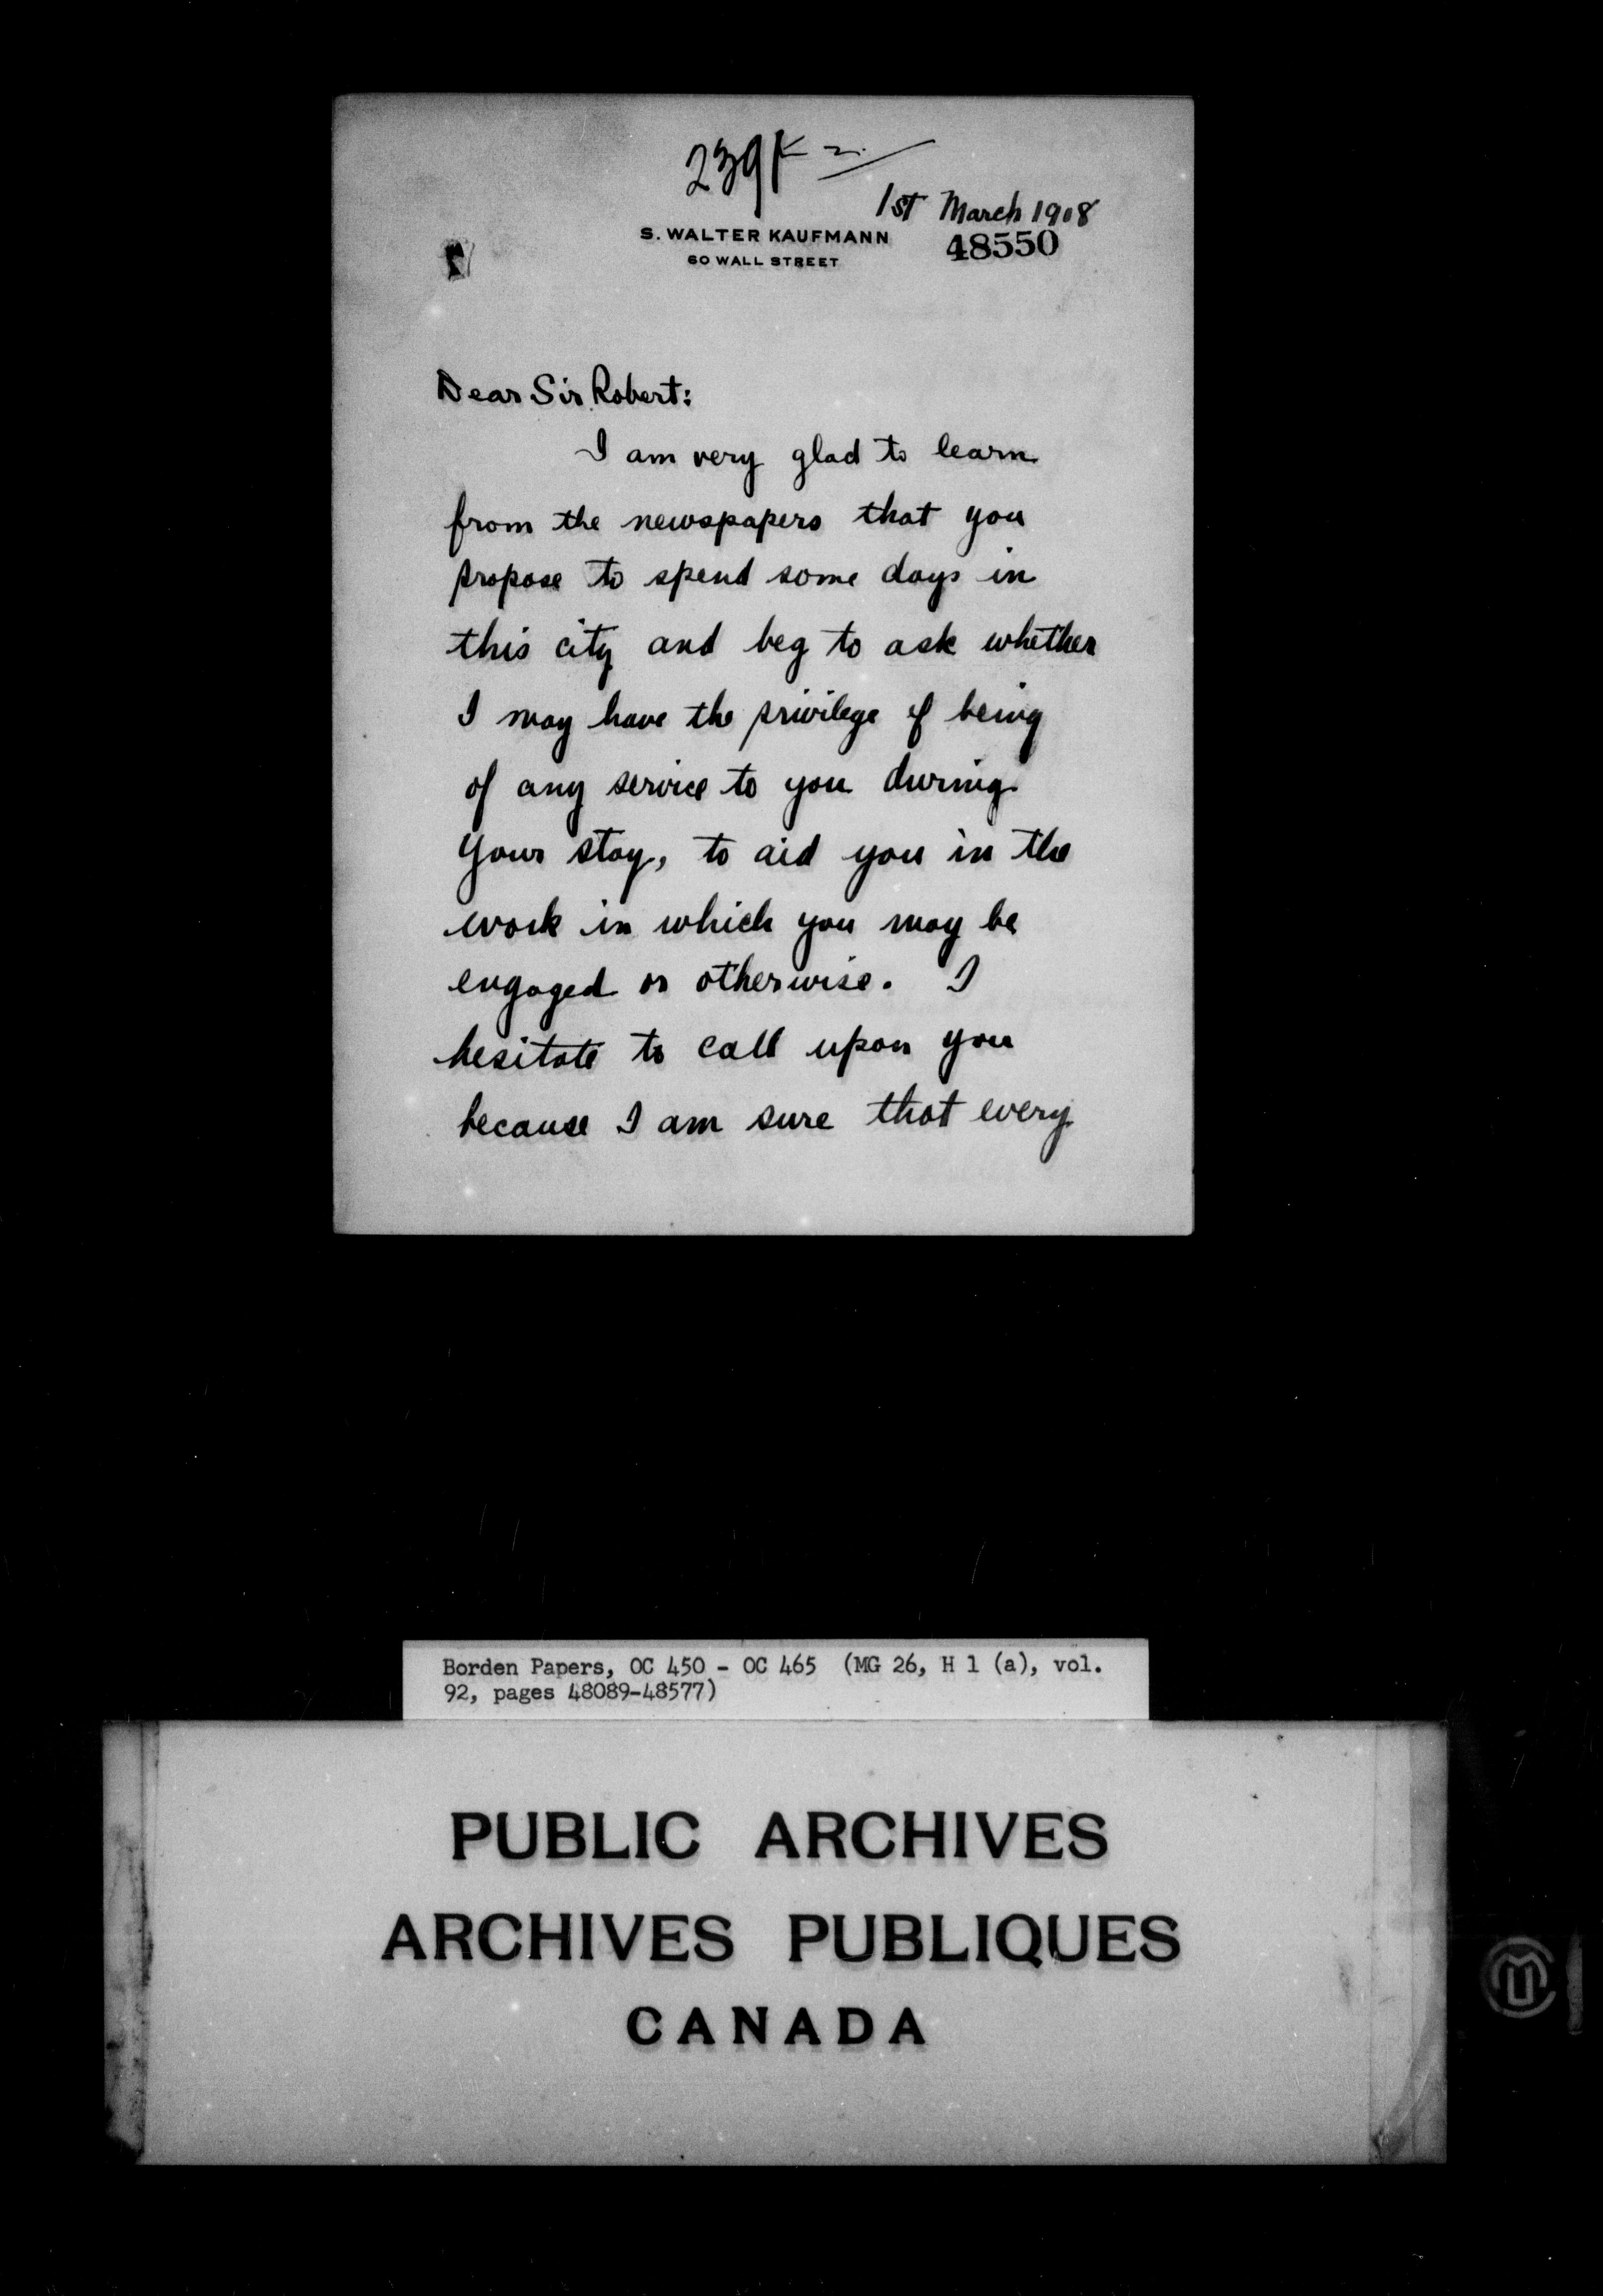 239K 2.
1st March 1918
S. WALTER KAUFMANN
48550
60 WALL STREET
Dear Sir Robert:
I am very glad to learn
from the newspapers that you
propose to spend some days in
this city and beg to ask whether
I may have the privilege of being
of any service to you during
your stay, to aid you in the
work in which you may be
engaged or otherwise. I
hesitate to call upon you
because I am sure that every
Borden Papers, OC 450 - OC 465 (MG 26, H 1 (a), vol.
92, pages 48089-48577)
PUBLIC ARCHIVES
ARCHIVES PUBLIQUES
CANADA